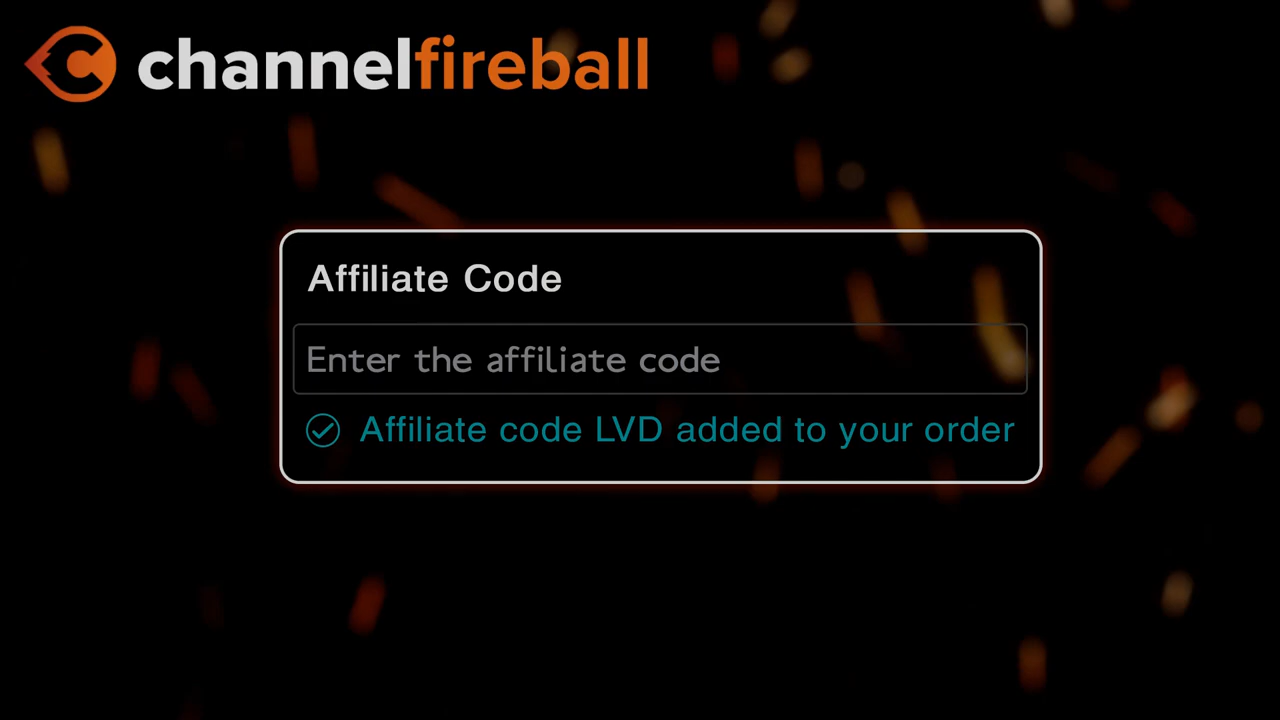 channelfireball
Affiliate Code
Enter the affiliate code
Affiliate code LVD added to your order